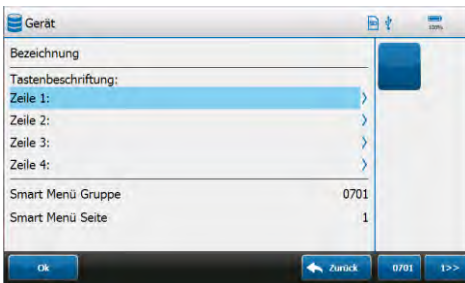 Gerät
100%
Bezeichnung
Tastenbeschriftung:
Zeile 1:
Zeile 2:
Zeile 3:
Zeile 4:
Smart Menü Gruppe 0701
Smart Menü Seite 1
Ok Zurück 0701 1>>